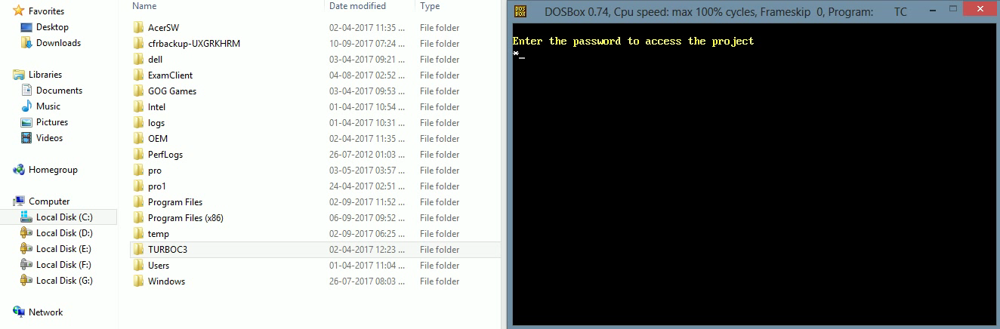 Favorites
Desktop
Downloads
Libraries
Documents
Music
Pictures
Videos
Homegroup
Computer
Local Disk (C:)
Local Disk (D:)
Local Disk (E:)
Local Disk (F:)
Local Disk (G:)
Network
Name Date modified Type
AcerSW 02-04-2017 11:35 ... File folder
cfrbackup-UXGRKHRM 10-09-2017 07:24 ... File folder
dell 03-04-2017 09:21 ... File folder
ExamClient 04-08-2017 02:52 ... File folder
GOG Games 03-04-2017 09:53 ... File folder
Intel 01-04-2017 10:54 ... File folder
logs 01-04-2017 10:31 ... File folder
OEM 02-04-2017 11:35 ... File folder
PerfLogs 26-07-2012 01:03 ... File folder
pro 03-05-2017 03:57 ... File folder
pro1 24-04-2017 02:51 ... File folder
Program Files 02-09-2017 11:52 ... File folder
Program Files (x86) 06-09-2017 09:52 ... File folder
temp 02-09-2017 06:25 ... File folder
TURBOC3 02-04-2017 12:23 ... File folder
Users 01-04-2017 11:04 ... File folder
Windows 26-07-2017 08:03 ... File folder
DOS BOX DOSBox 0.74, Cpu speed: max 100% cycles, Frameskip 0, Program: TC
Enter the password to access the project
*_